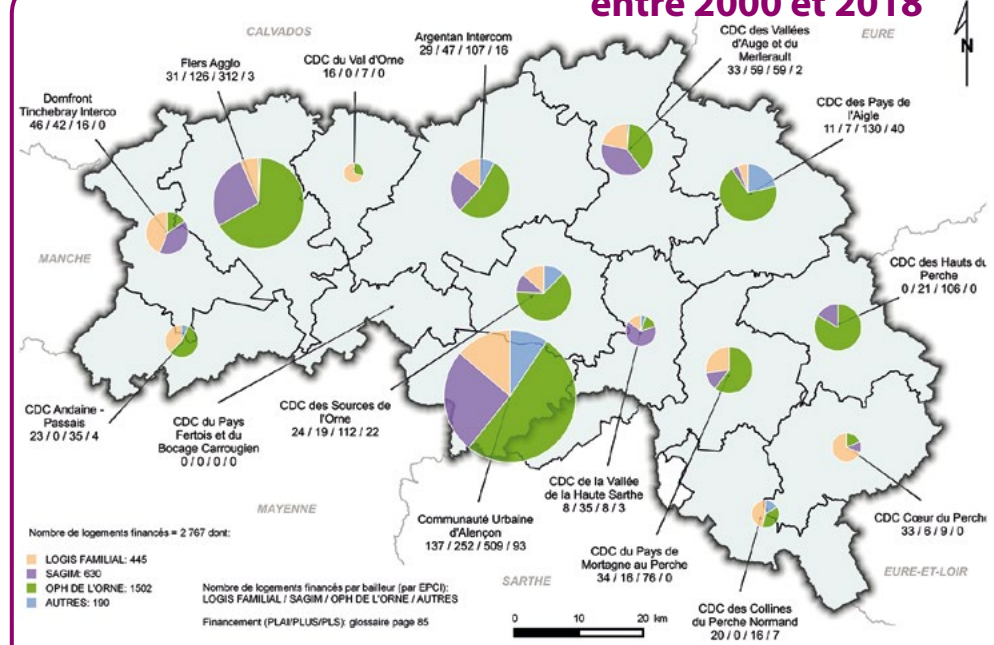 entre 2000 et 2018
CALVADOS
EURE
N
Argentan Intercom
29 / 47 / 107 / 16
CDC des Vallées
d'Auge et du
Merlerault
33 / 59 / 59 / 2
Flers Agglo
31 / 126 / 312 / 3
CDC du Val d'Orne
16 / 0 / 7 / 0
Domfront
Tinchebray Interco
46 / 42 / 16 / 0
CDC des Pays de
l'Aigle
11 / 7 / 130 / 40
MANCHE
CDC des Hauts du
Perche
0 / 21 / 106 / 0
CDC Andaine -
Passais
23 / 0 / 35 / 4
CDC du Pays
Fertois et du
Bocage Carrougien
0 / 0 / 0 / 0
CDC des Sources de
l'Orne
24 / 19 / 112 / 22
CDC de la Vallée
de la Haute Sarthe
8 / 35 / 8 / 3
MAYENNE
Communauté Urbaine
d'Alençon
137 / 252 / 509 / 93
CDC Cœur du Perche
33 / 6 / 9 / 0
CDC du Pays de
Mortagne au Perche
34 / 16 / 76 / 0
SARTHE
EURE-ET-LOIR
CDC des Collines
du Perche Normand
20 / 0 / 16 / 7
Nombre de logements financés = 2 767 dont:
LOGIS FAMILIAL: 445
SAGIM: 630
OPH DE L'ORNE: 1502
AUTRES: 190
Nombre de logements financés par bailleur (par EPCI):
LOGIS FAMILIAL / SAGIM / OPH DE L'ORNE / AUTRES
Financement (PLAI/PLUS/PLS): glossaire page 85
0 10 20 km